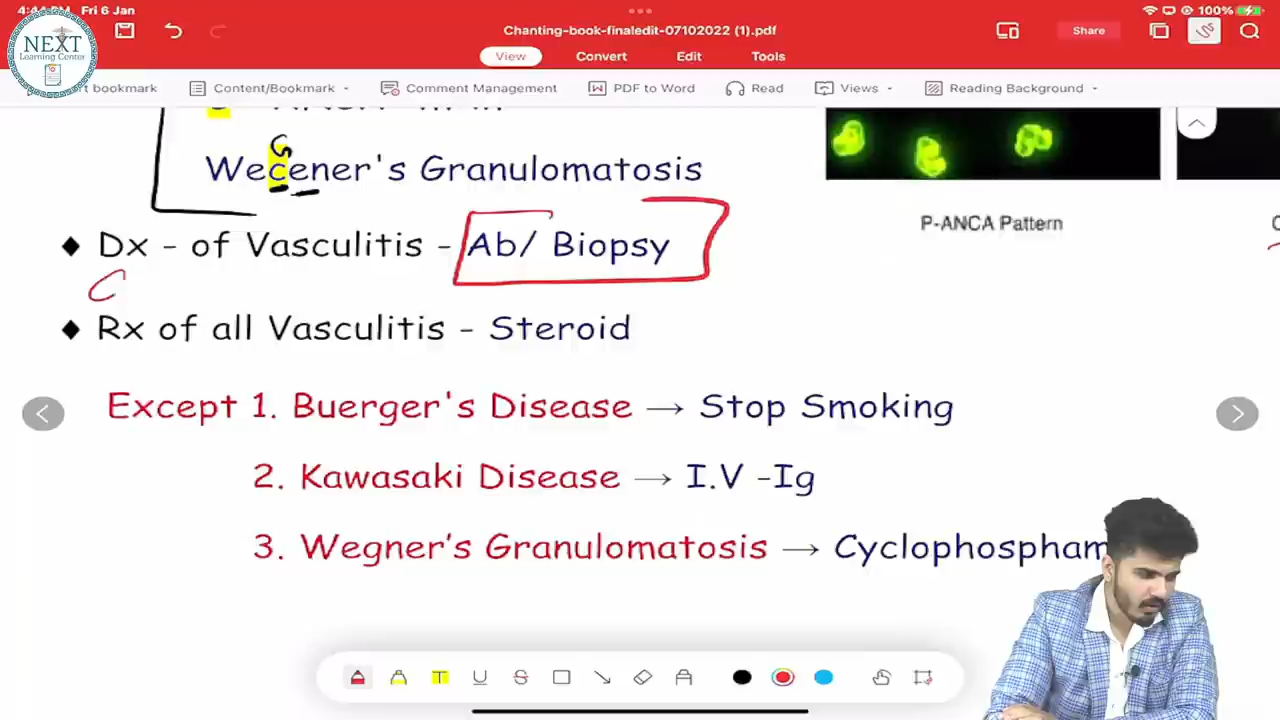 4:44 PM Fri 6 Jan
100%
NEXT
Learning Center
Chanting-book-finaledit-07102022 (1).pdf
Share
View
Convert
Edit
Tools
bookmark
Content/Bookmark
Comment Management
PDF to Word
Read
Views
Reading Background
G
Wecener's Granulomatosis
P-ANCA Pattern
◆ Dx - of Vasculitis - Ab/ Biopsy
C
◆ Rx of all Vasculitis - Steroid
Except 1. Buerger's Disease → Stop Smoking
2. Kawasaki Disease → I.V -Ig
3. Wegner's Granulomatosis → Cyclophospham